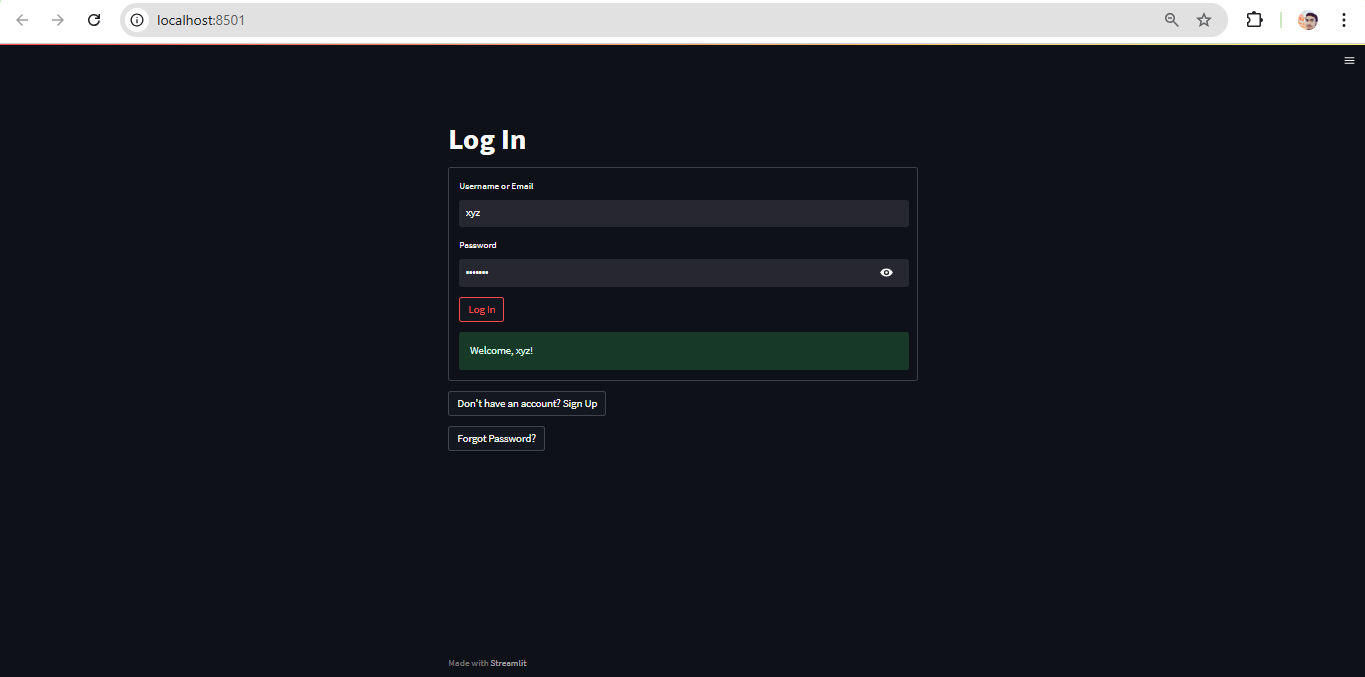 localhost:8501
Log In
Username or Email
xyz
Password
•••••••
Log In
Welcome, xyz!
Don't have an account? Sign Up
Forgot Password?
Made with Streamlit